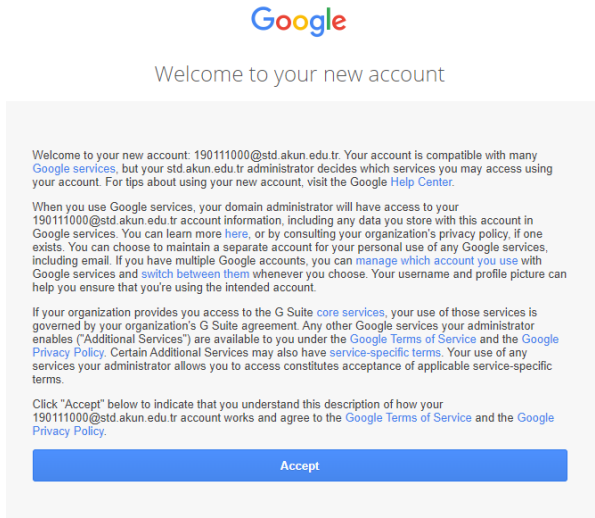 Google
Welcome to your new account
Welcome to your new account: 190111000@std.akun.edu.tr. Your account is compatible with many
Google services, but your std.akun.edu.tr administrator decides which services you may access using
your account. For tips about using your new account, visit the Google Help Center.
When you use Google services, your domain administrator will have access to your
190111000@std.akun.edu.tr account information, including any data you store with this account in
Google services. You can learn more here, or by consulting your organization's privacy policy, if one
exists. You can choose to maintain a separate account for your personal use of any Google services,
including email. If you have multiple Google accounts, you can manage which account you use with
Google services and switch between them whenever you choose. Your username and profile picture can
help you ensure that you're using the intended account.
If your organization provides you access to the G Suite core services, your use of those services is
governed by your organization's G Suite agreement. Any other Google services your administrator
enables ("Additional Services") are available to you under the Google Terms of Service and the Google
Privacy Policy. Certain Additional Services may also have service-specific terms. Your use of any
services your administrator allows you to access constitutes acceptance of applicable service-specific
terms.
Click "Accept" below to indicate that you understand this description of how your
190111000@std.akun.edu.tr account works and agree to the Google Terms of Service and the Google
Privacy Policy.
Accept